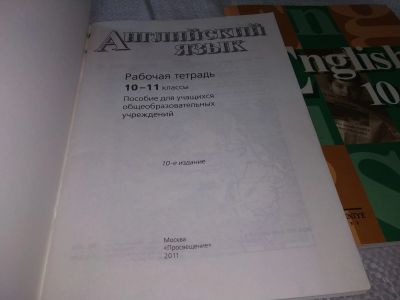 Английский
язык
Рабочая тетрадь
10–11 классы
Пособие для учащихся
общеобразовательных
учреждений
10-е издание
Москва
«Просвещение»
2011
English
10